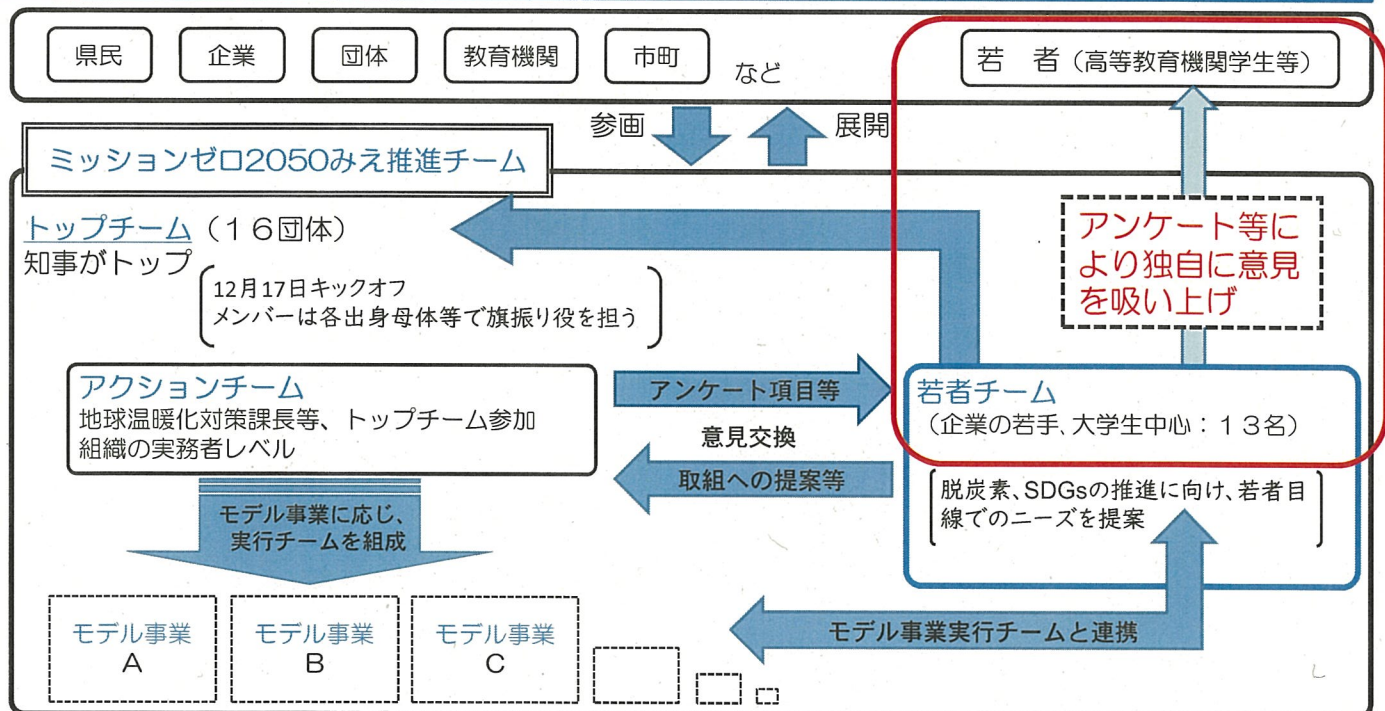 県民
企業
団体
教育機関
市町
など
若　者（高等教育機関学生等）
参画
展開
ミッションゼロ2050みえ推進チーム
トップチーム（１６団体）
知事がトップ
12月17日キックオフ
メンバーは各出身母体等で旗振り役を担う
アンケート等に
より独自に意見
を吸い上げ
アクションチーム
地球温暖化対策課長等、トップチーム参加
組織の実務者レベル
アンケート項目等
意見交換
取組への提案等
若者チーム
（企業の若手、大学生中心：１３名）
脱炭素、SDGsの推進に向け、若者目
線でのニーズを提案
モデル事業に応じ、
実行チームを組成
モデル事業
A
モデル事業
B
モデル事業
C
モデル事業実行チームと連携